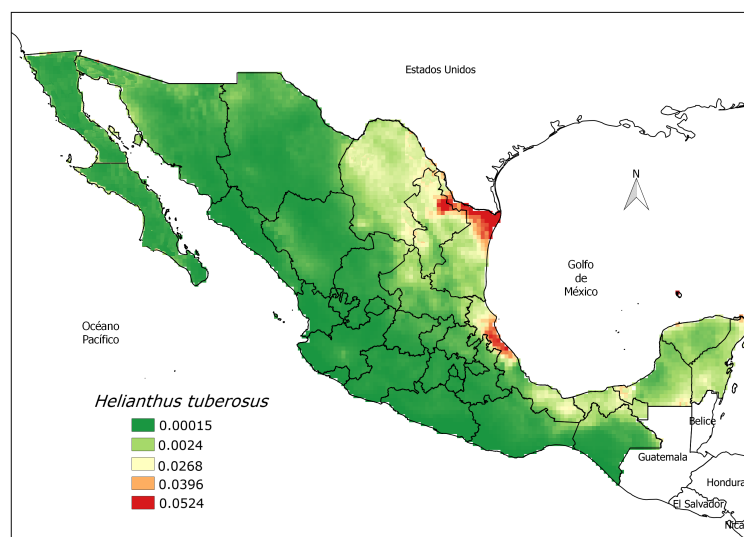 Estados Unidos
N
Golfo
de
México
Océano
Pacífico
Helianthus tuberosus
0.00015
0.0024
0.0268
0.0396
0.0524
Belice
Guatemala
Hondura
El Salvador
Nica